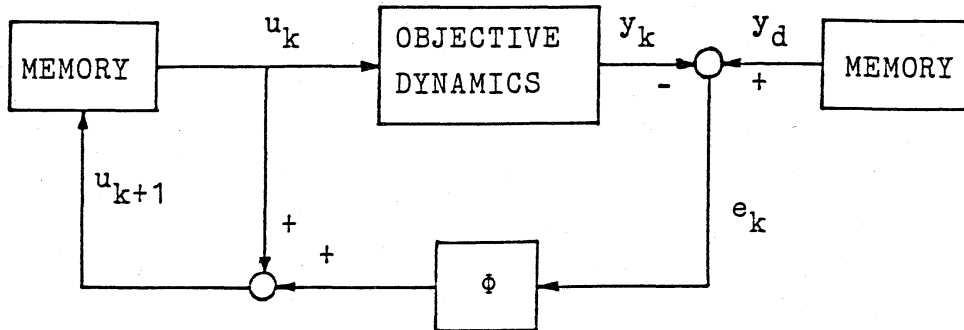 u_k
OBJECTIVE
DYNAMICS
y_k
y_d
MEMORY
MEMORY
-
+
u_{k+1}
e_k
+
+
Φ